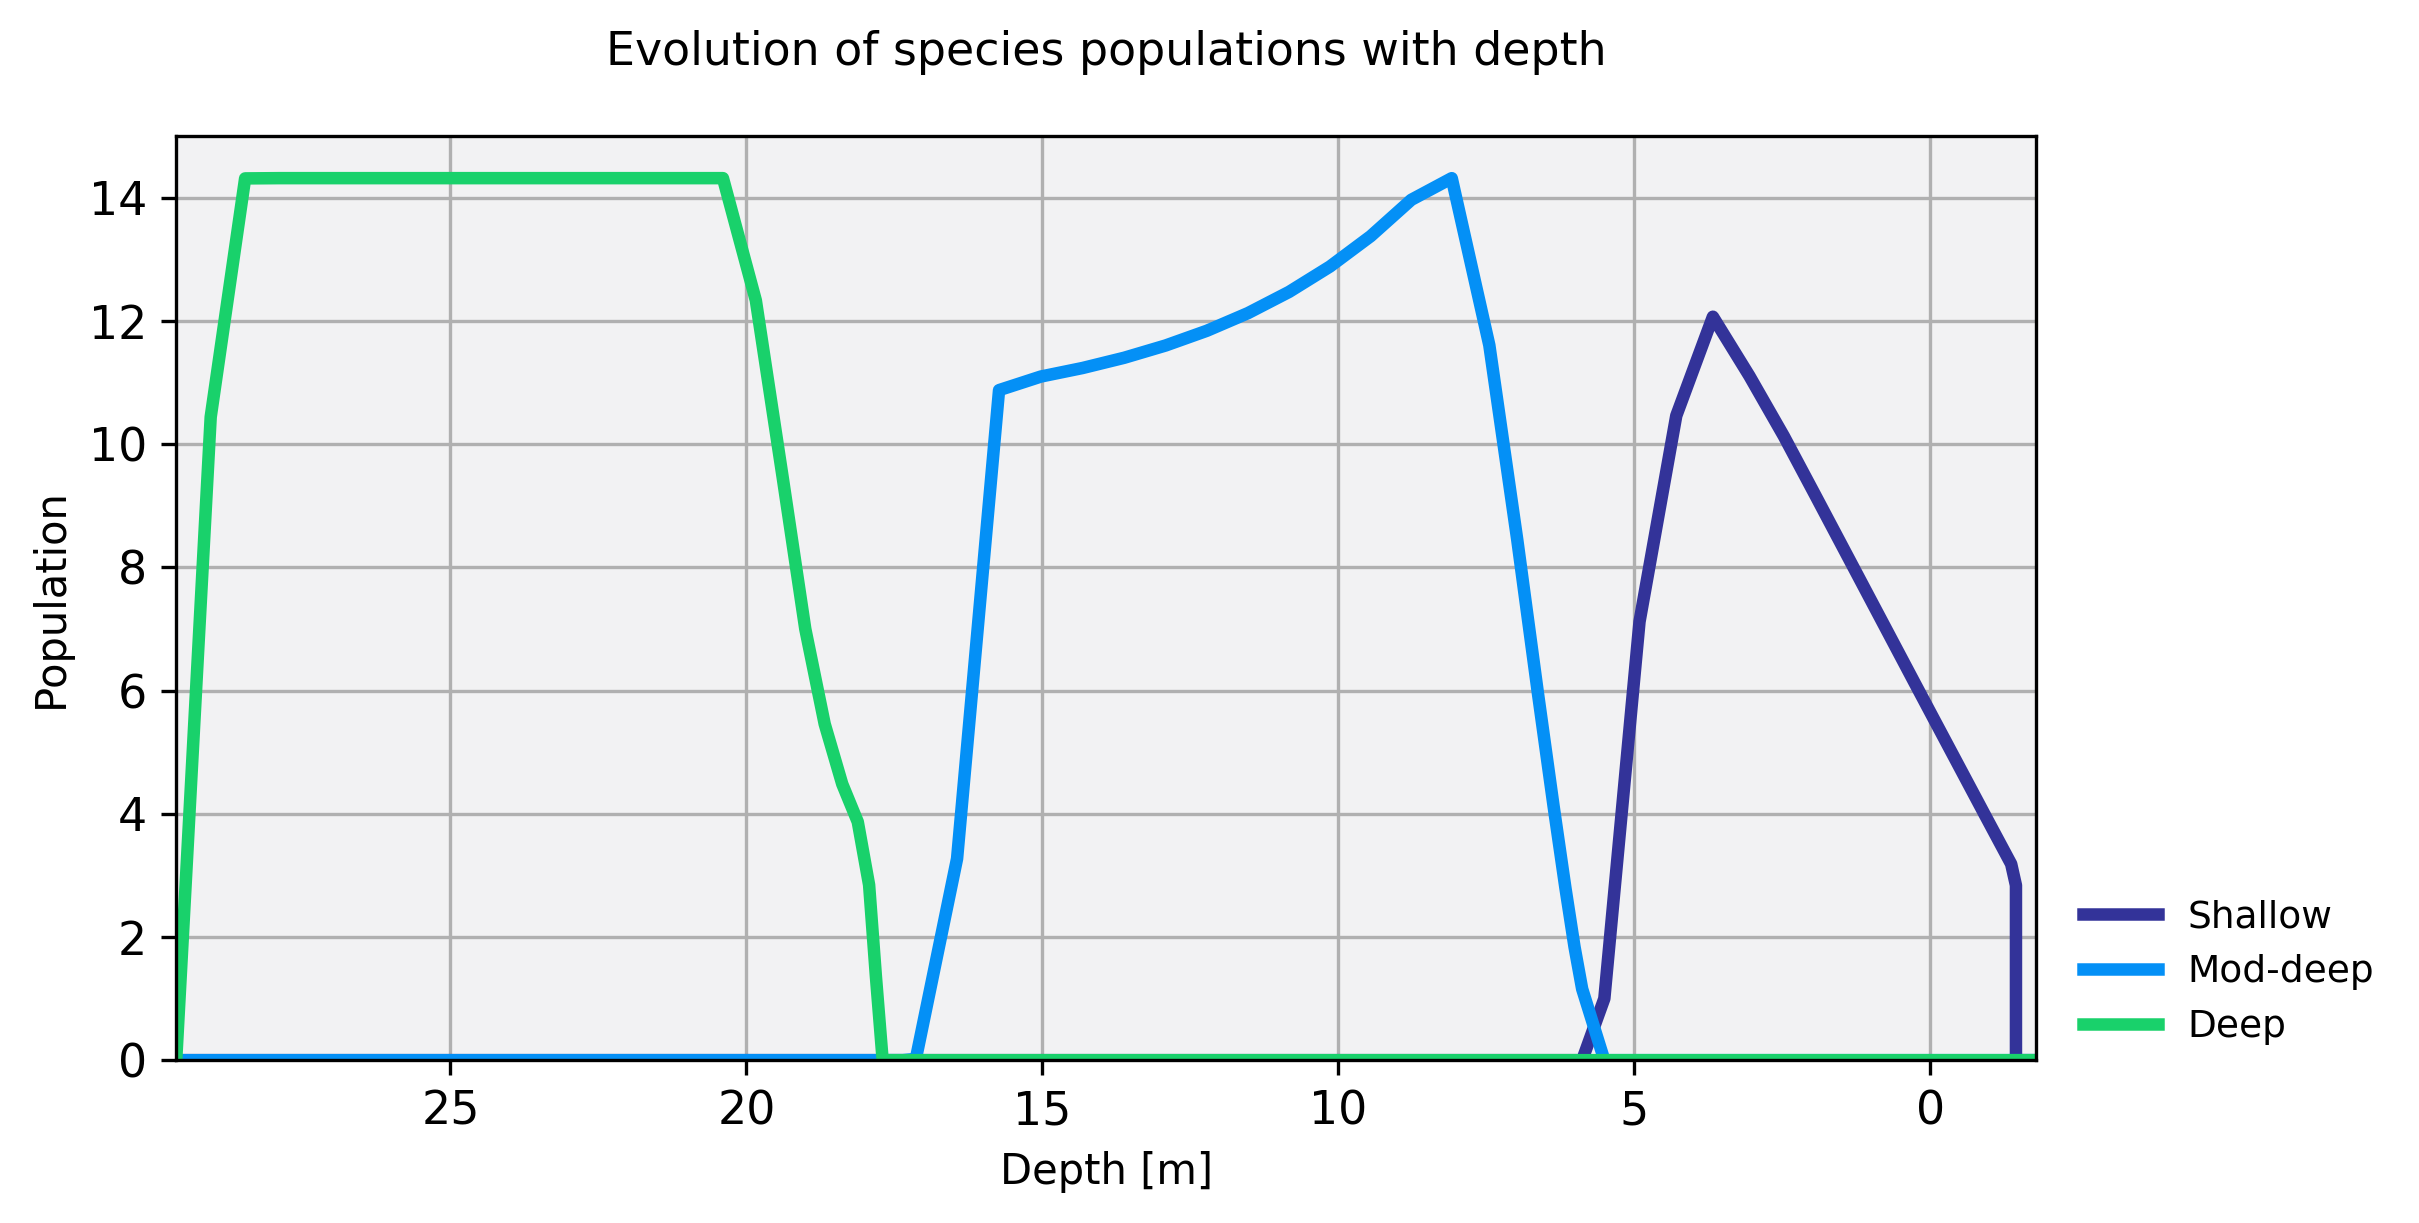 Evolution of species populations with depth
14
12
10
8
6
4
2
0
Population
25 20 15 10 5 0
Depth [m]
Shallow
Mod-deep
Deep